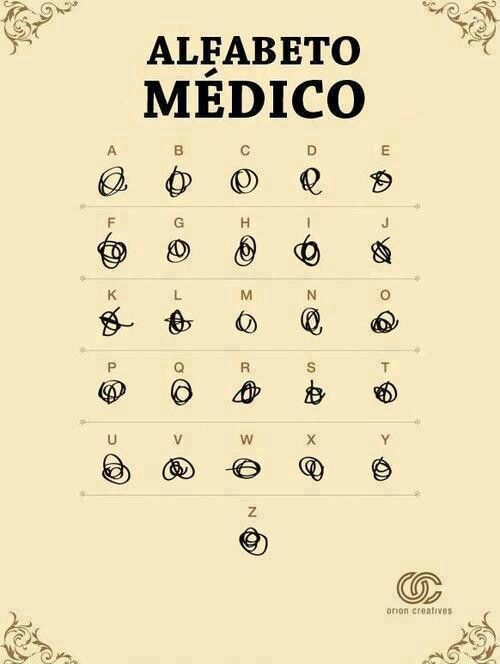 ALFABETO
MÉDICO
A B C D E
F G H I J
K L M N O
P Q R S T
U V W X Y
Z
orion creatives